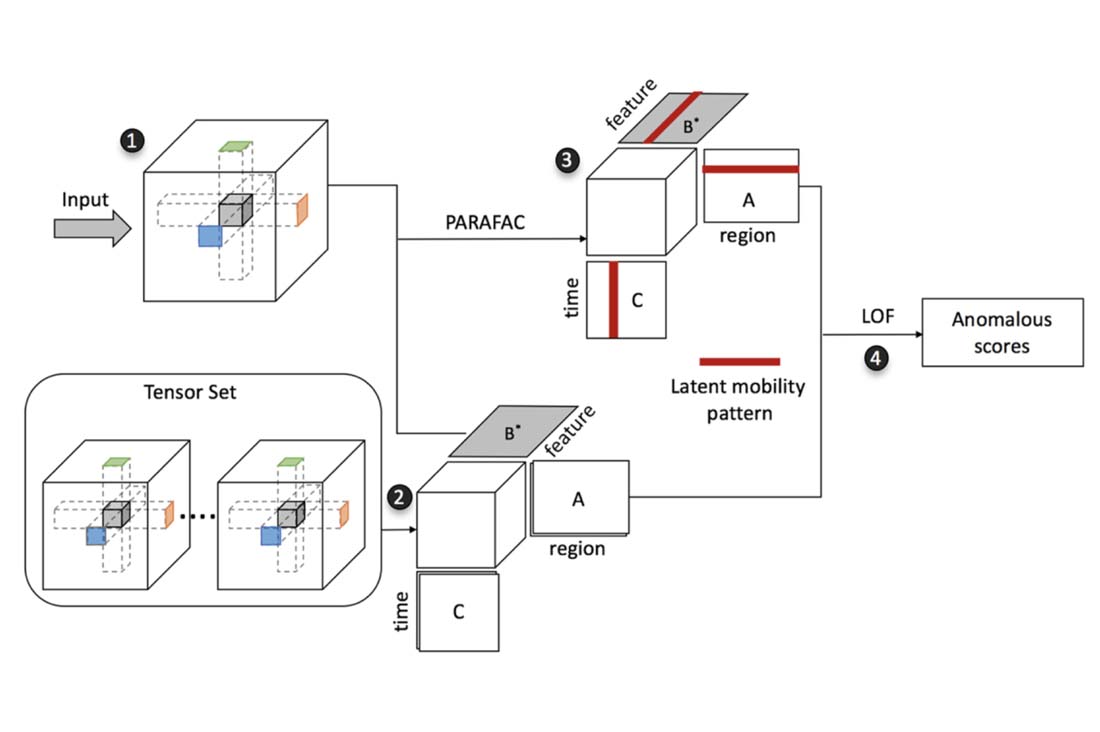 1
Input
PARAFAC
3
feature
B*
A
region
time
C
Latent mobility
pattern
LOF
4
Anomalous
scores
Tensor Set
2
B*
feature
A
region
time
C